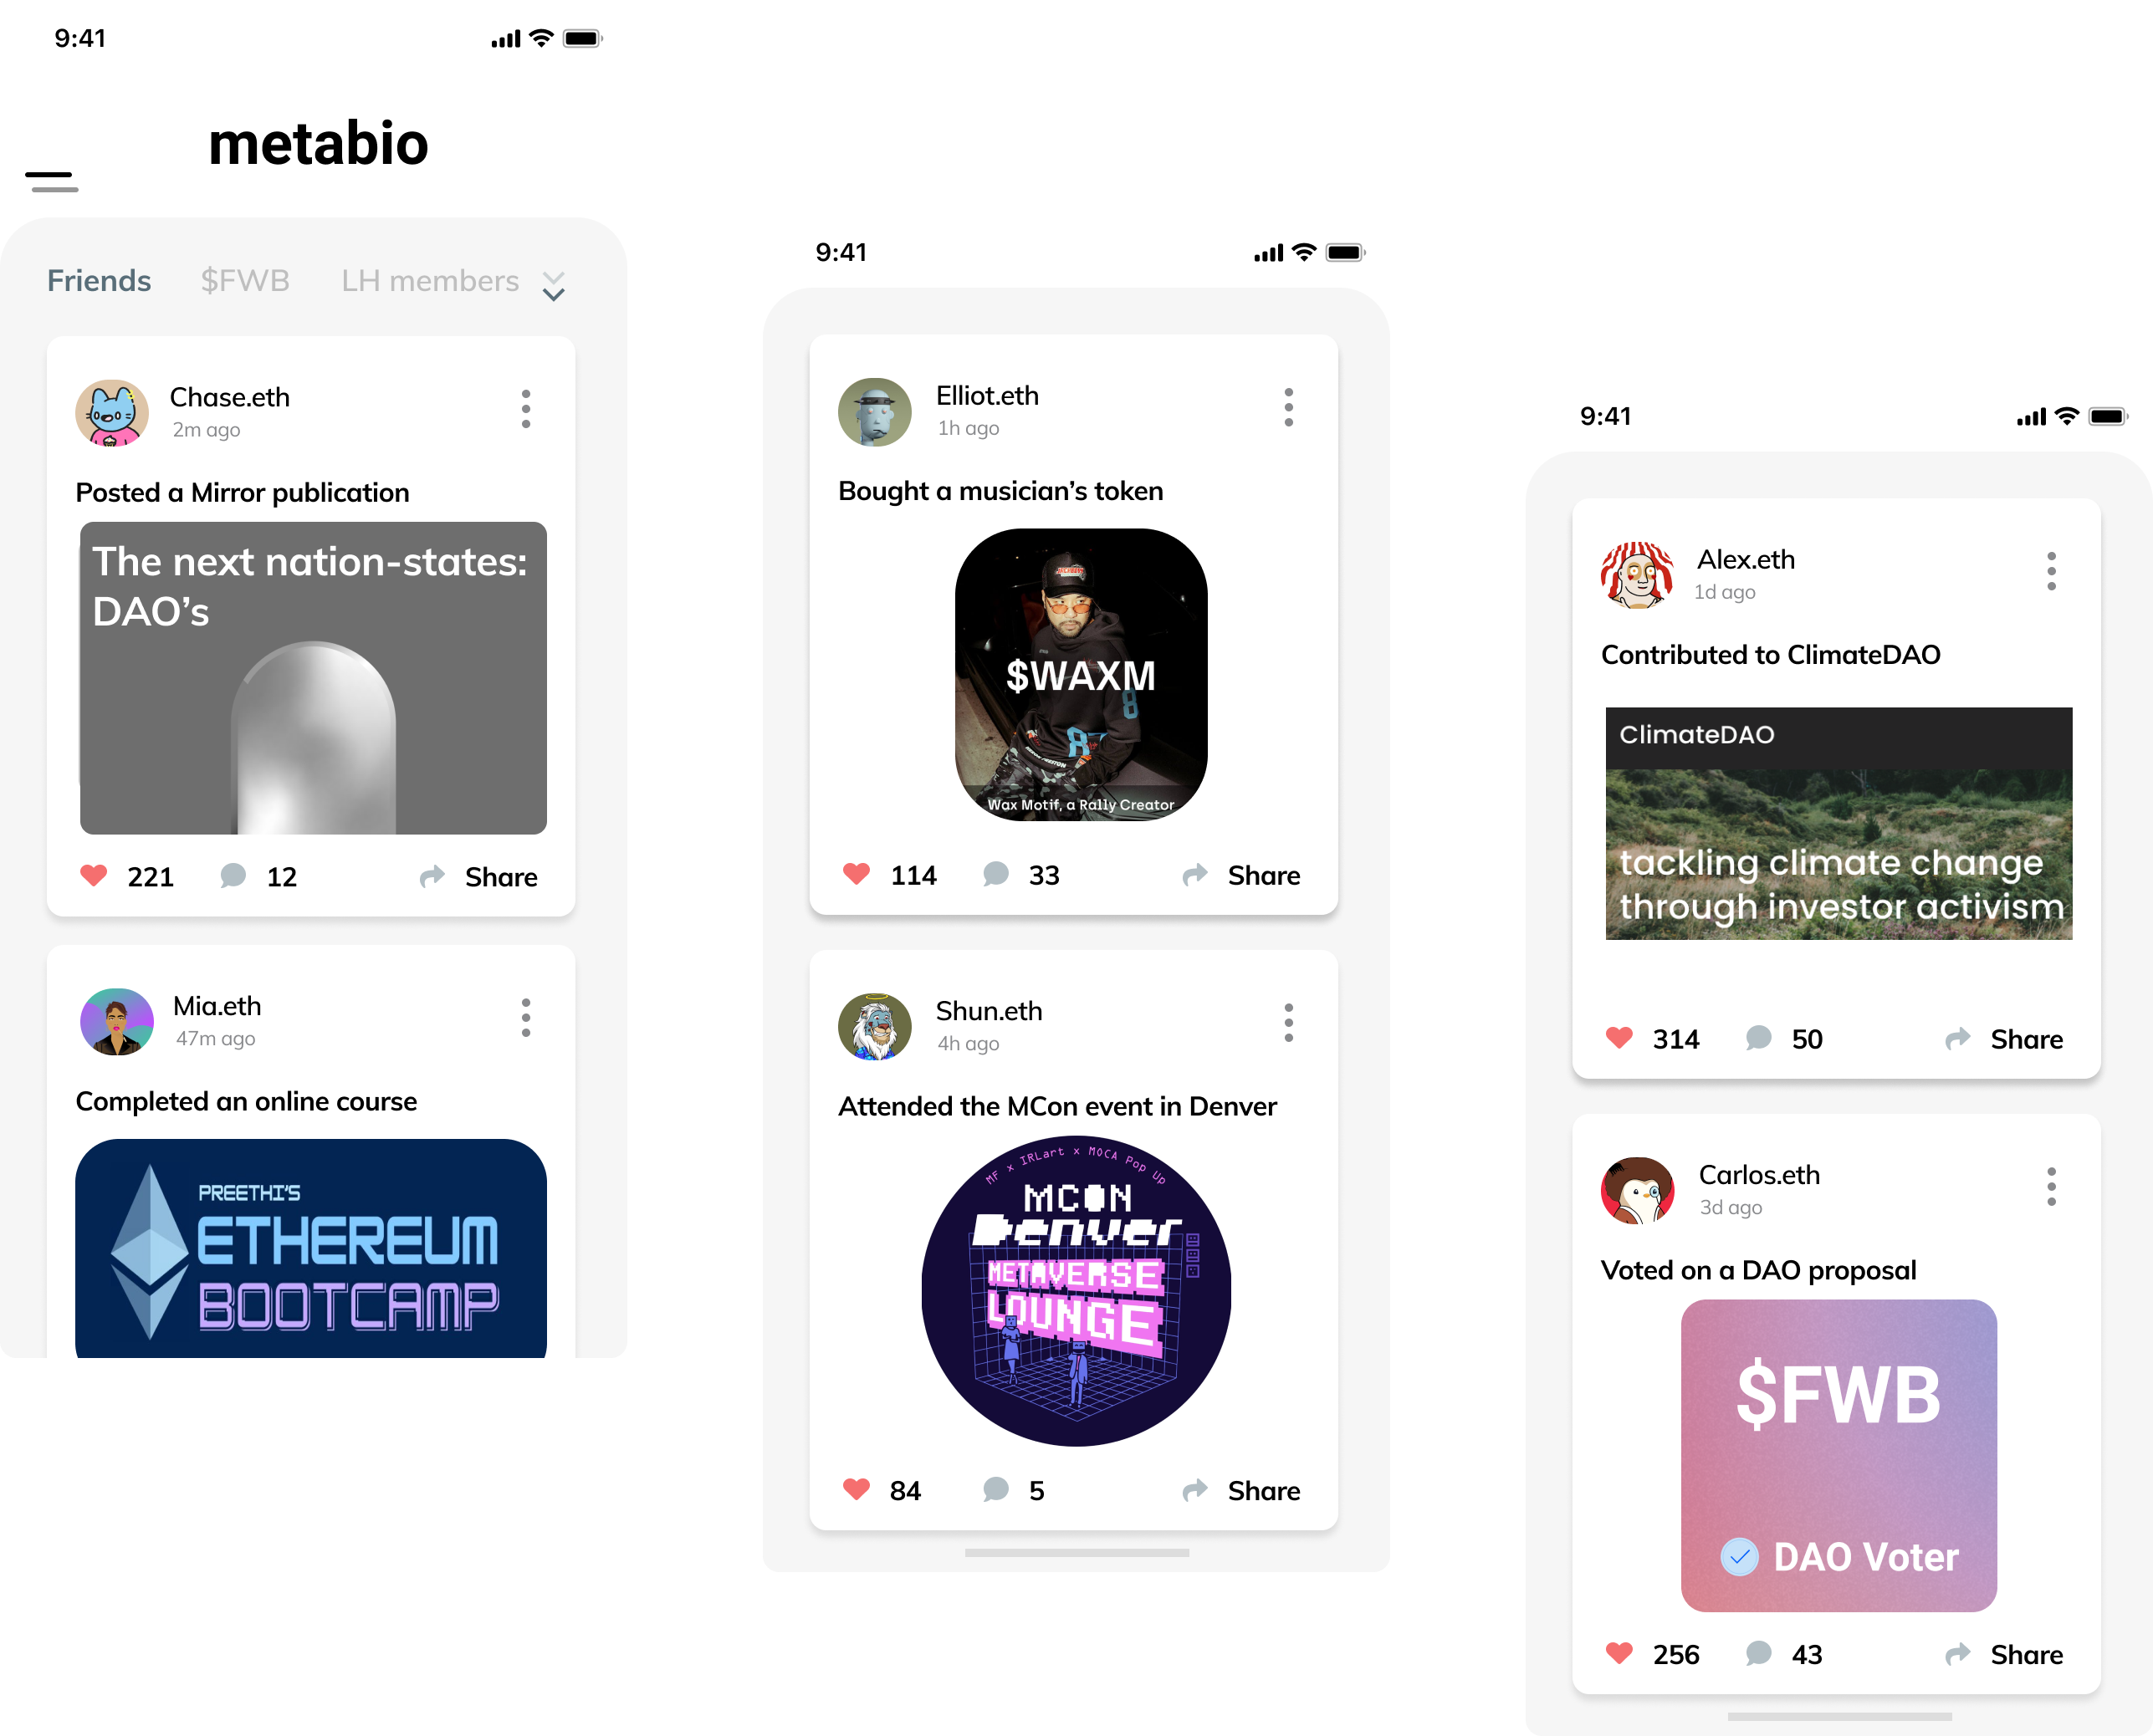 9:41
metabio
Friends $FWB LH members
Chase.eth
2m ago
Posted a Mirror publication
The next nation-states:
DAO’s
221 12 Share
Mia.eth
47m ago
Completed an online course
PREETHI'S
ETHEREUM
BOOTCAMP
9:41
Elliot.eth
1h ago
Bought a musician’s token
$WAXM
8
8
Wax Motif, a Rally Creator
114 33 Share
Shun.eth
4h ago
Attended the MCon event in Denver
MF x IRLart x MOCA Pop Up
MCON
Denver
METAVERSE
LOUNGE
84 5 Share
9:41
Alex.eth
1d ago
Contributed to ClimateDAO
ClimateDAO
tackling climate change
through investor activism
314 50 Share
Carlos.eth
3d ago
Voted on a DAO proposal
$FWB
DAO Voter
256 43 Share